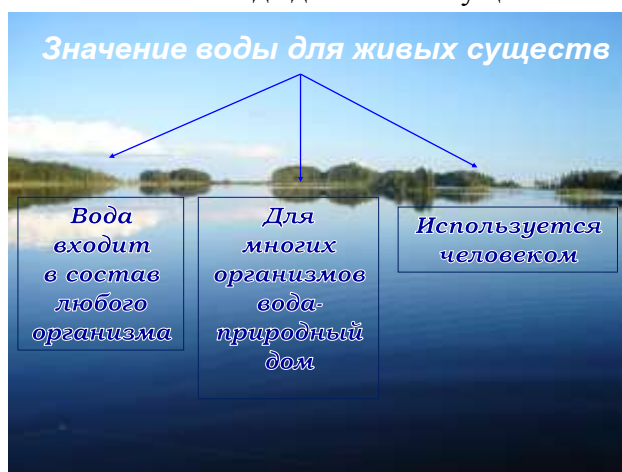 Значение воды для живых существ
Вода
входит
в состав
любого
организма
Для
многих
организмов
вода-
природный
дом
Используется
человеком